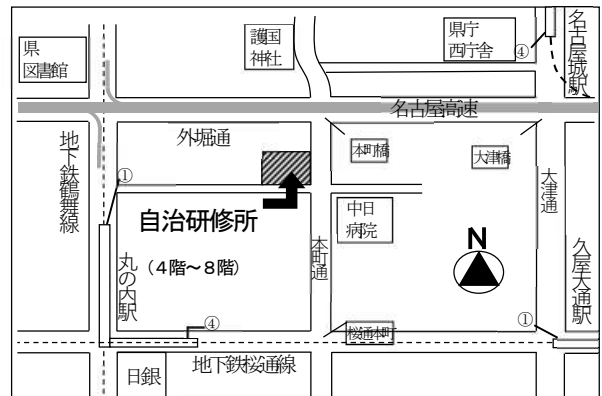 県
図書館
護国
神社
県庁
西庁舎
④
名古屋城駅
名古屋高速
地下鉄鶴舞線
外堀通
本町橋
大津橋
①
大津通
自治研修所
（４階～８階）
中日
病院
本町通
N
丸の内駅
久屋大通駅
④
桜通本町
①
日銀
地下鉄桜通線